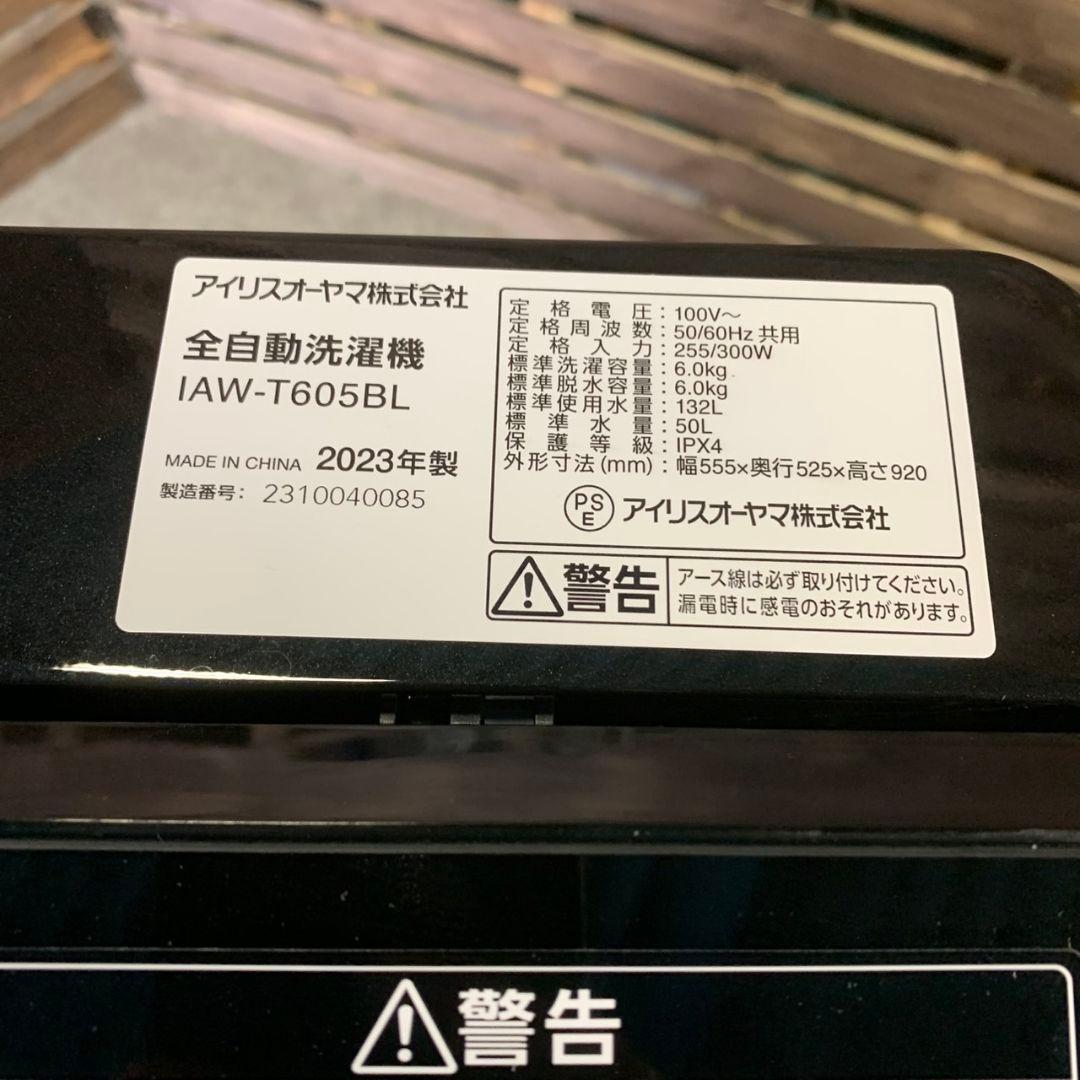 アイリスオーヤマ株式会社
全自動洗濯機
IAW-T605BL
MADE IN CHINA 2023年製
製造番号: 2310040085
定格電圧:100V～
定格周波数:50/60Hz 共用
定格入力:255/300W
標準洗濯容量:6.0kg
標準脱水容量:6.0kg
標準使用水量:132L
標準水量:50L
保護等級:IPX4
外形寸法(mm):幅555×奥行525×高さ920
PSE アイリスオーヤマ株式会社
警告 アース線は必ず取り付けてください。
漏電時に感電のおそれがあります。
警告